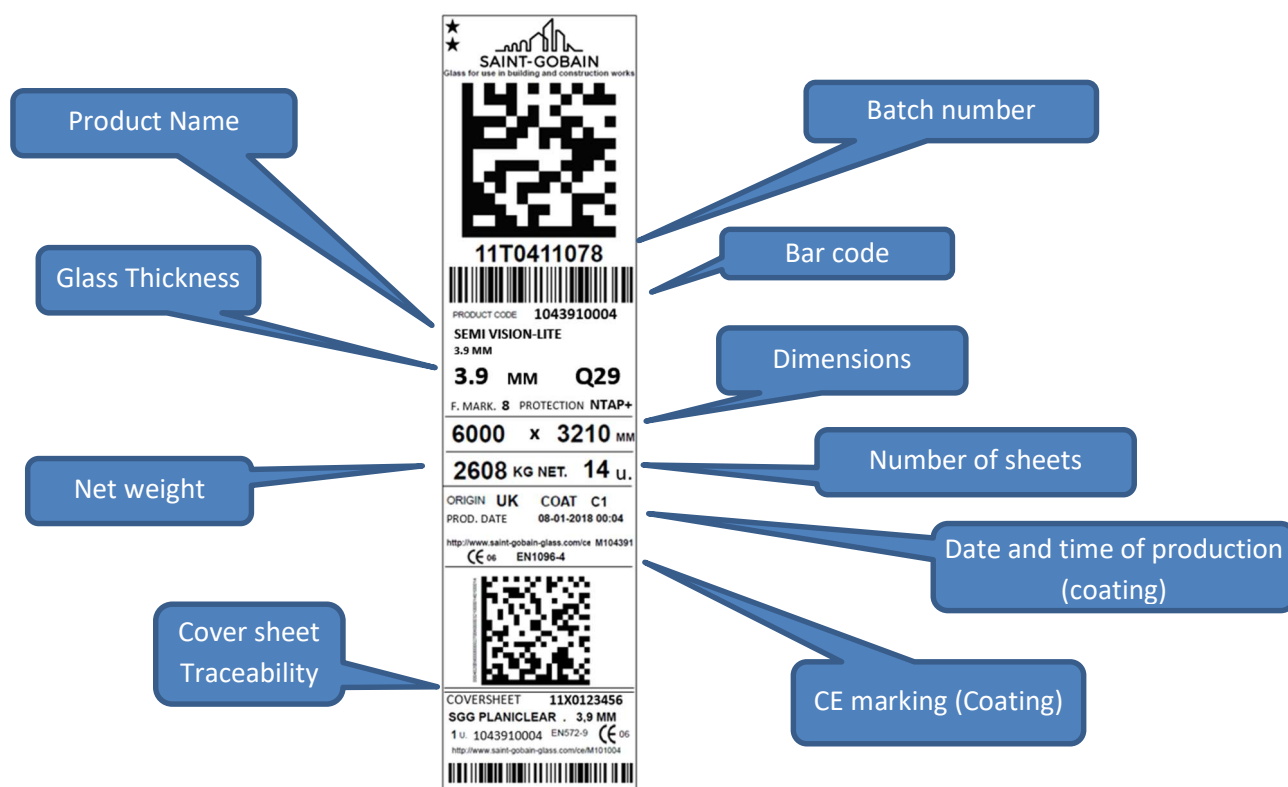 SAINT-GOBAIN
Glass for use in building and construction works
Product Name
Batch number
11T0411078
Glass Thickness
Bar code
PRODUCT CODE 1043910004
SEMI VISION-LITE
3.9 MM
3.9 MM Q29
Dimensions
F. MARK. 8 PROTECTION NTAP+
6000 x 3210 MM
Net weight
2608 KG NET. 14 u.
Number of sheets
ORIGIN UK COAT C1
PROD. DATE 08-01-2018 00:04
Date and time of production
(coating)
http://www.saint-gobain-glass.com/ce M104391
CE 06 EN1096-4
Cover sheet
Traceability
CE marking (Coating)
COVERSHEET 11X0123456
SGG PLANICLEAR . 3,9 MM
1 U. 1043910004 EN572-9 CE 06
http://www.saint-gobain-glass.com/ce/M101004